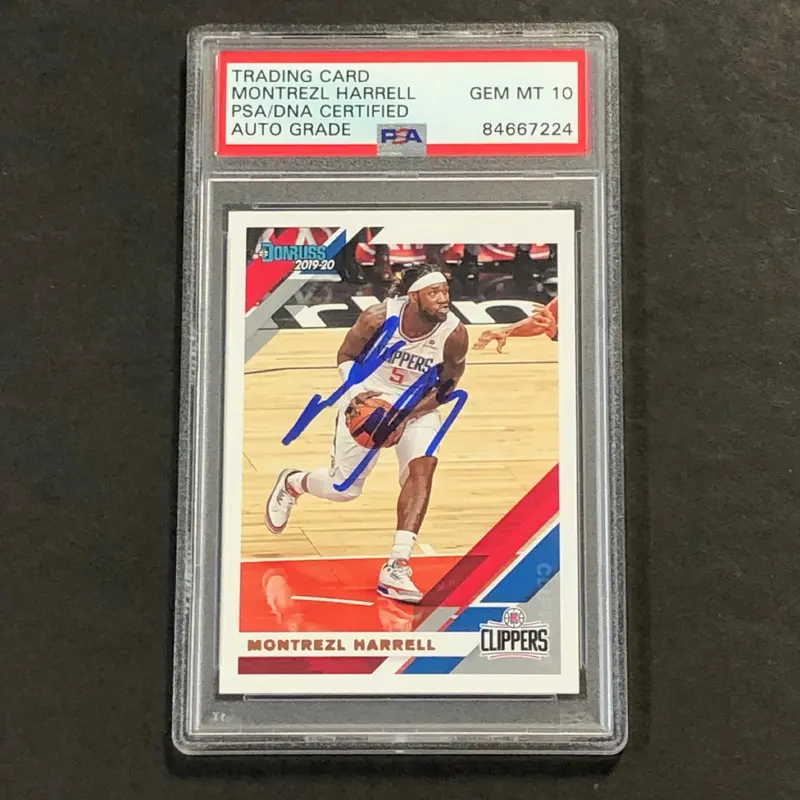 TRADING CARD
MONTREZL HARRELL GEM MT 10
PSA/DNA CERTIFIED
AUTO GRADE PSA 84667224
DONRUSS
2019-20
CLIPPERS
5
MONTREZL HARRELL
CLIPPERS